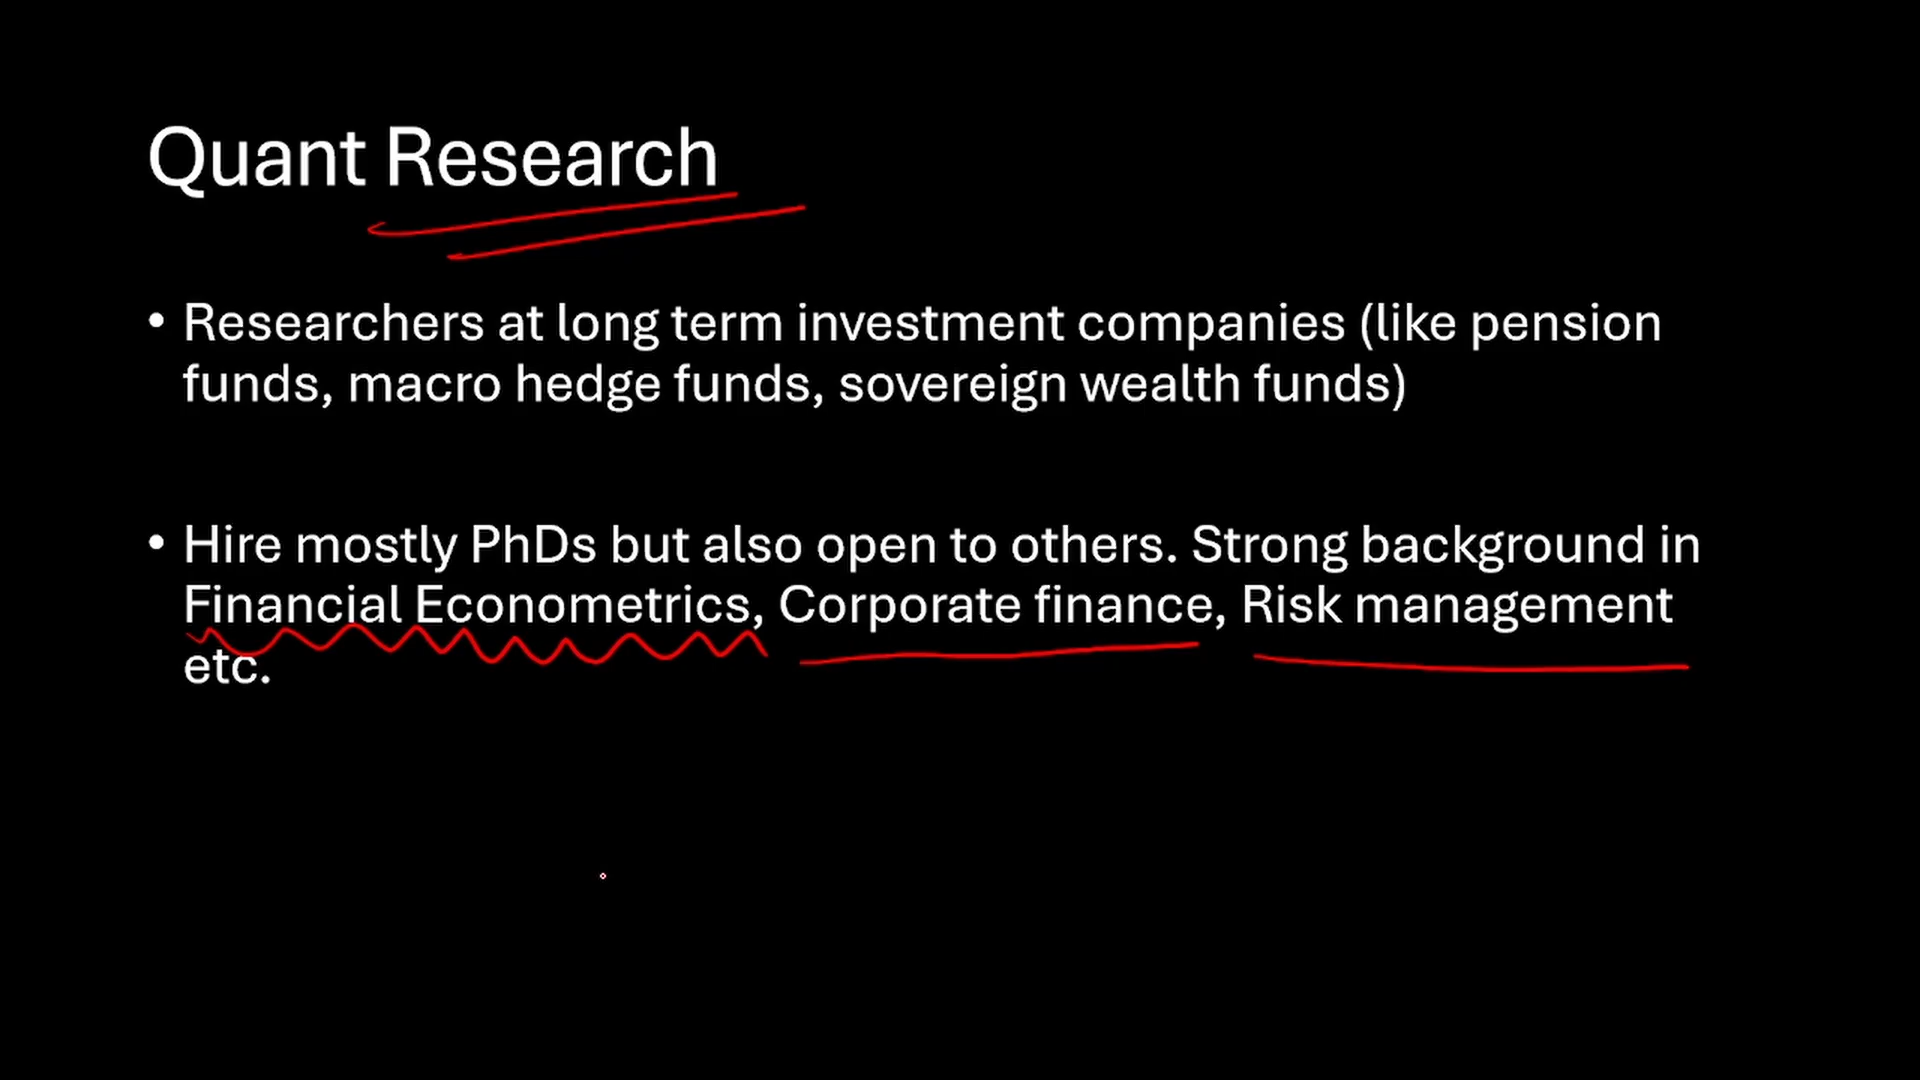 Quant Research
• Researchers at long term investment companies (like pension
funds, macro hedge funds, sovereign wealth funds)
• Hire mostly PhDs but also open to others. Strong background in
Financial Econometrics, Corporate finance, Risk management
etc.